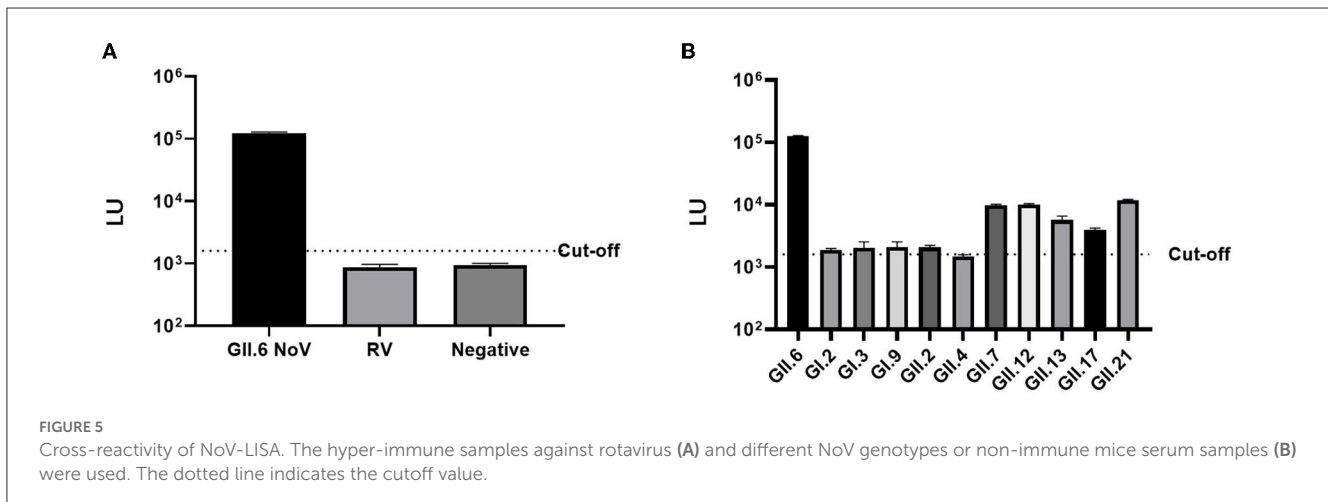 A
10⁶
10⁵
10⁴
10³
10²
LU
Cut-off
GII.6 NoV
RV
Negative
B
10⁶
10⁵
10⁴
10³
10²
LU
Cut-off
GII.6
GI.2
GI.3
GI.9
GII.2
GII.4
GII.7
GII.12
GII.13
GII.17
GII.21
FIGURE 5
Cross-reactivity of NoV-LISA. The hyper-immune samples against rotavirus (A) and different NoV genotypes or non-immune mice serum samples (B)
were used. The dotted line indicates the cutoff value.